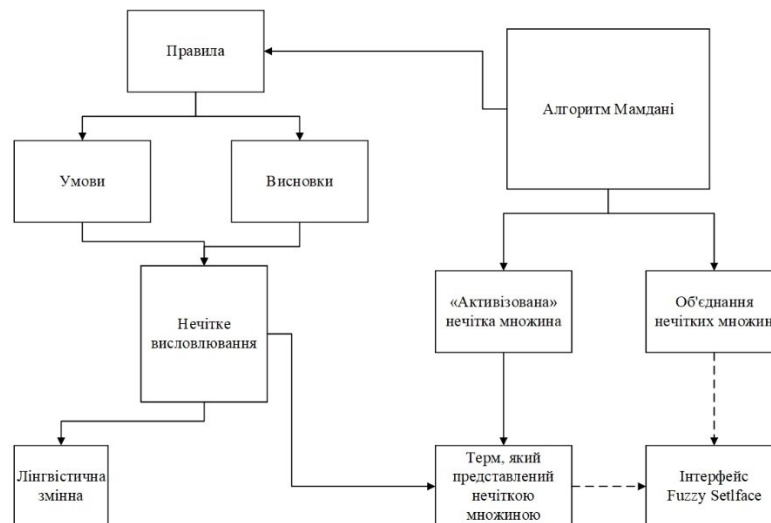 Правила
Алгоритм Мамдані
Умови
Висновки
«Активізована»
нечітка множина
Об'єднання
нечітких множин
Нечітке
висловлювання
Лінгвістична
змінна
Терм, який
представлений
нечіткою
множиною
Інтерфейс
Fuzzy Setlface